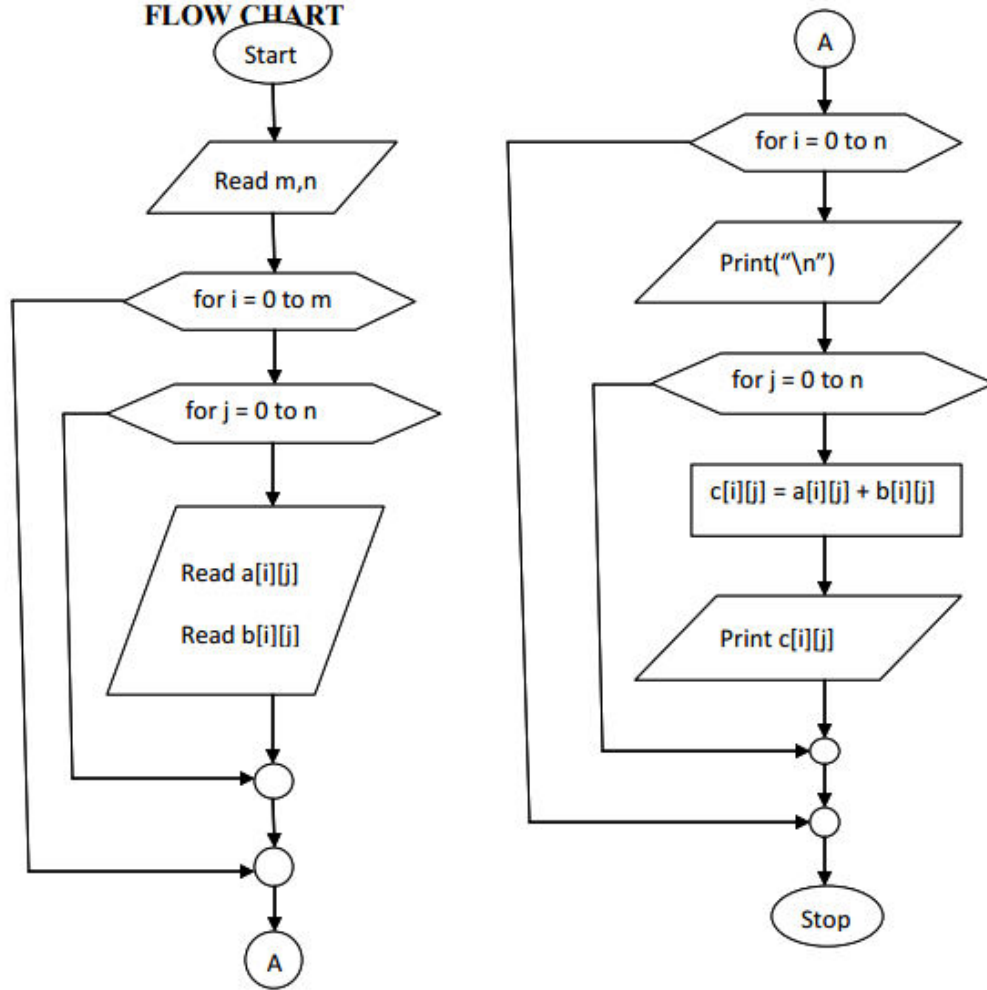 FLOW CHART
Start
Read m,n
for i = 0 to m
for j = 0 to n
Read a[i][j]
Read b[i][j]
A
A
for i = 0 to n
Print(“\n”)
for j = 0 to n
c[i][j] = a[i][j] + b[i][j]
Print c[i][j]
Stop